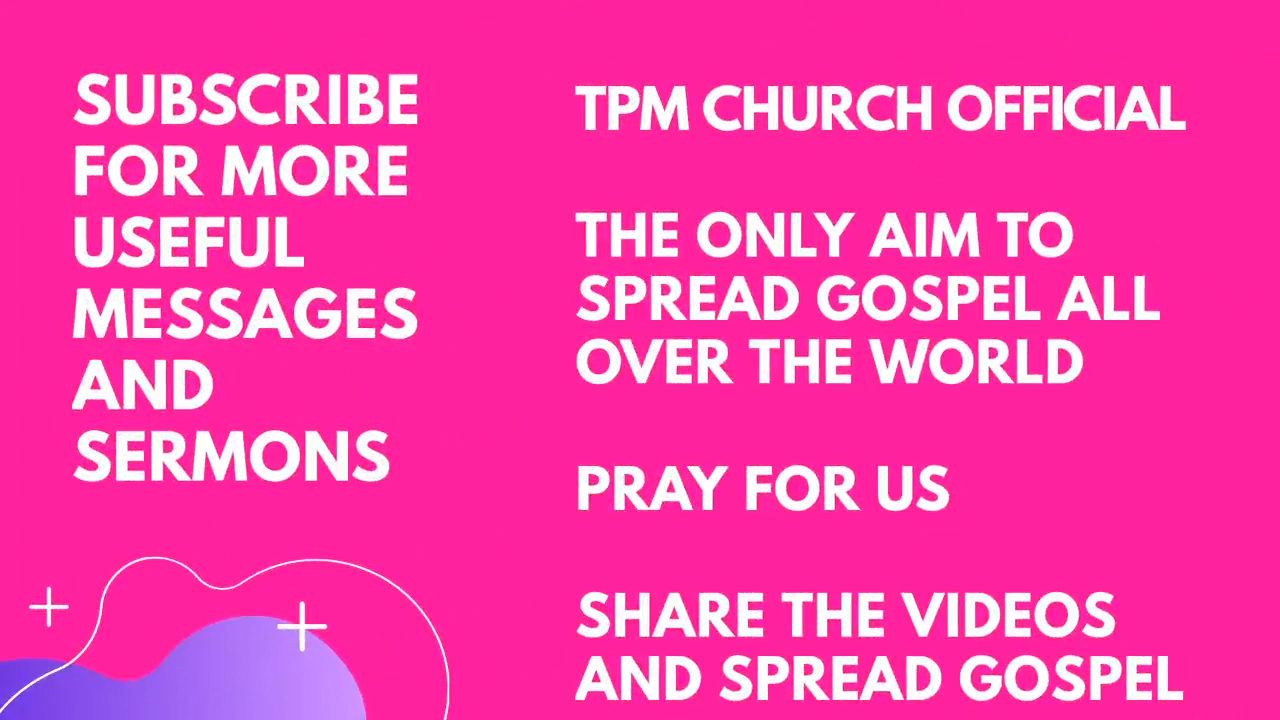 SUBSCRIBE
FOR MORE
USEFUL
MESSAGES
AND
SERMONS
TPM CHURCH OFFICIAL
THE ONLY AIM TO
SPREAD GOSPEL ALL
OVER THE WORLD
PRAY FOR US
SHARE THE VIDEOS
AND SPREAD GOSPEL